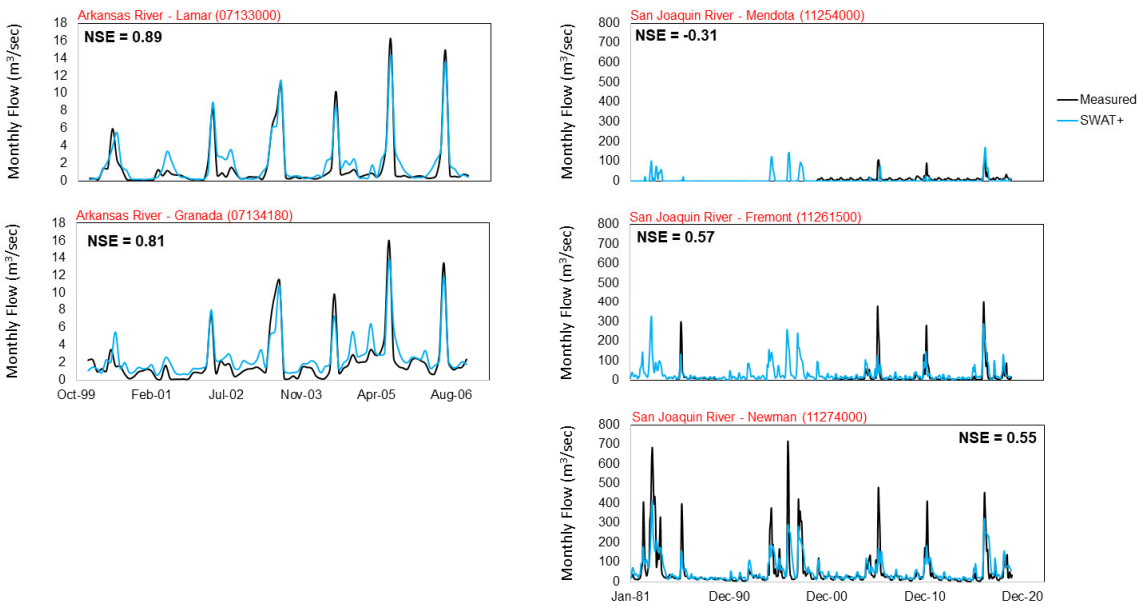 Arkansas River - Lamar (07133000)
NSE = 0.89
Monthly Flow (m³/sec)
18
16
14
12
10
8
6
4
2
0
Arkansas River - Granada (07134180)
NSE = 0.81
Monthly Flow (m³/sec)
18
16
14
12
10
8
6
4
2
0
Oct-99 Feb-01 Jul-02 Nov-03 Apr-05 Aug-06
San Joaquin River - Mendota (11254000)
NSE = -0.31
Monthly Flow (m³/sec)
800
700
600
500
400
300
200
100
0
Measured
SWAT+
San Joaquin River - Fremont (11261500)
NSE = 0.57
Monthly Flow (m³/sec)
800
700
600
500
400
300
200
100
0
San Joaquin River - Newman (11274000)
NSE = 0.55
Monthly Flow (m³/sec)
800
700
600
500
400
300
200
100
0
Jan-81 Dec-90 Dec-00 Dec-10 Dec-20